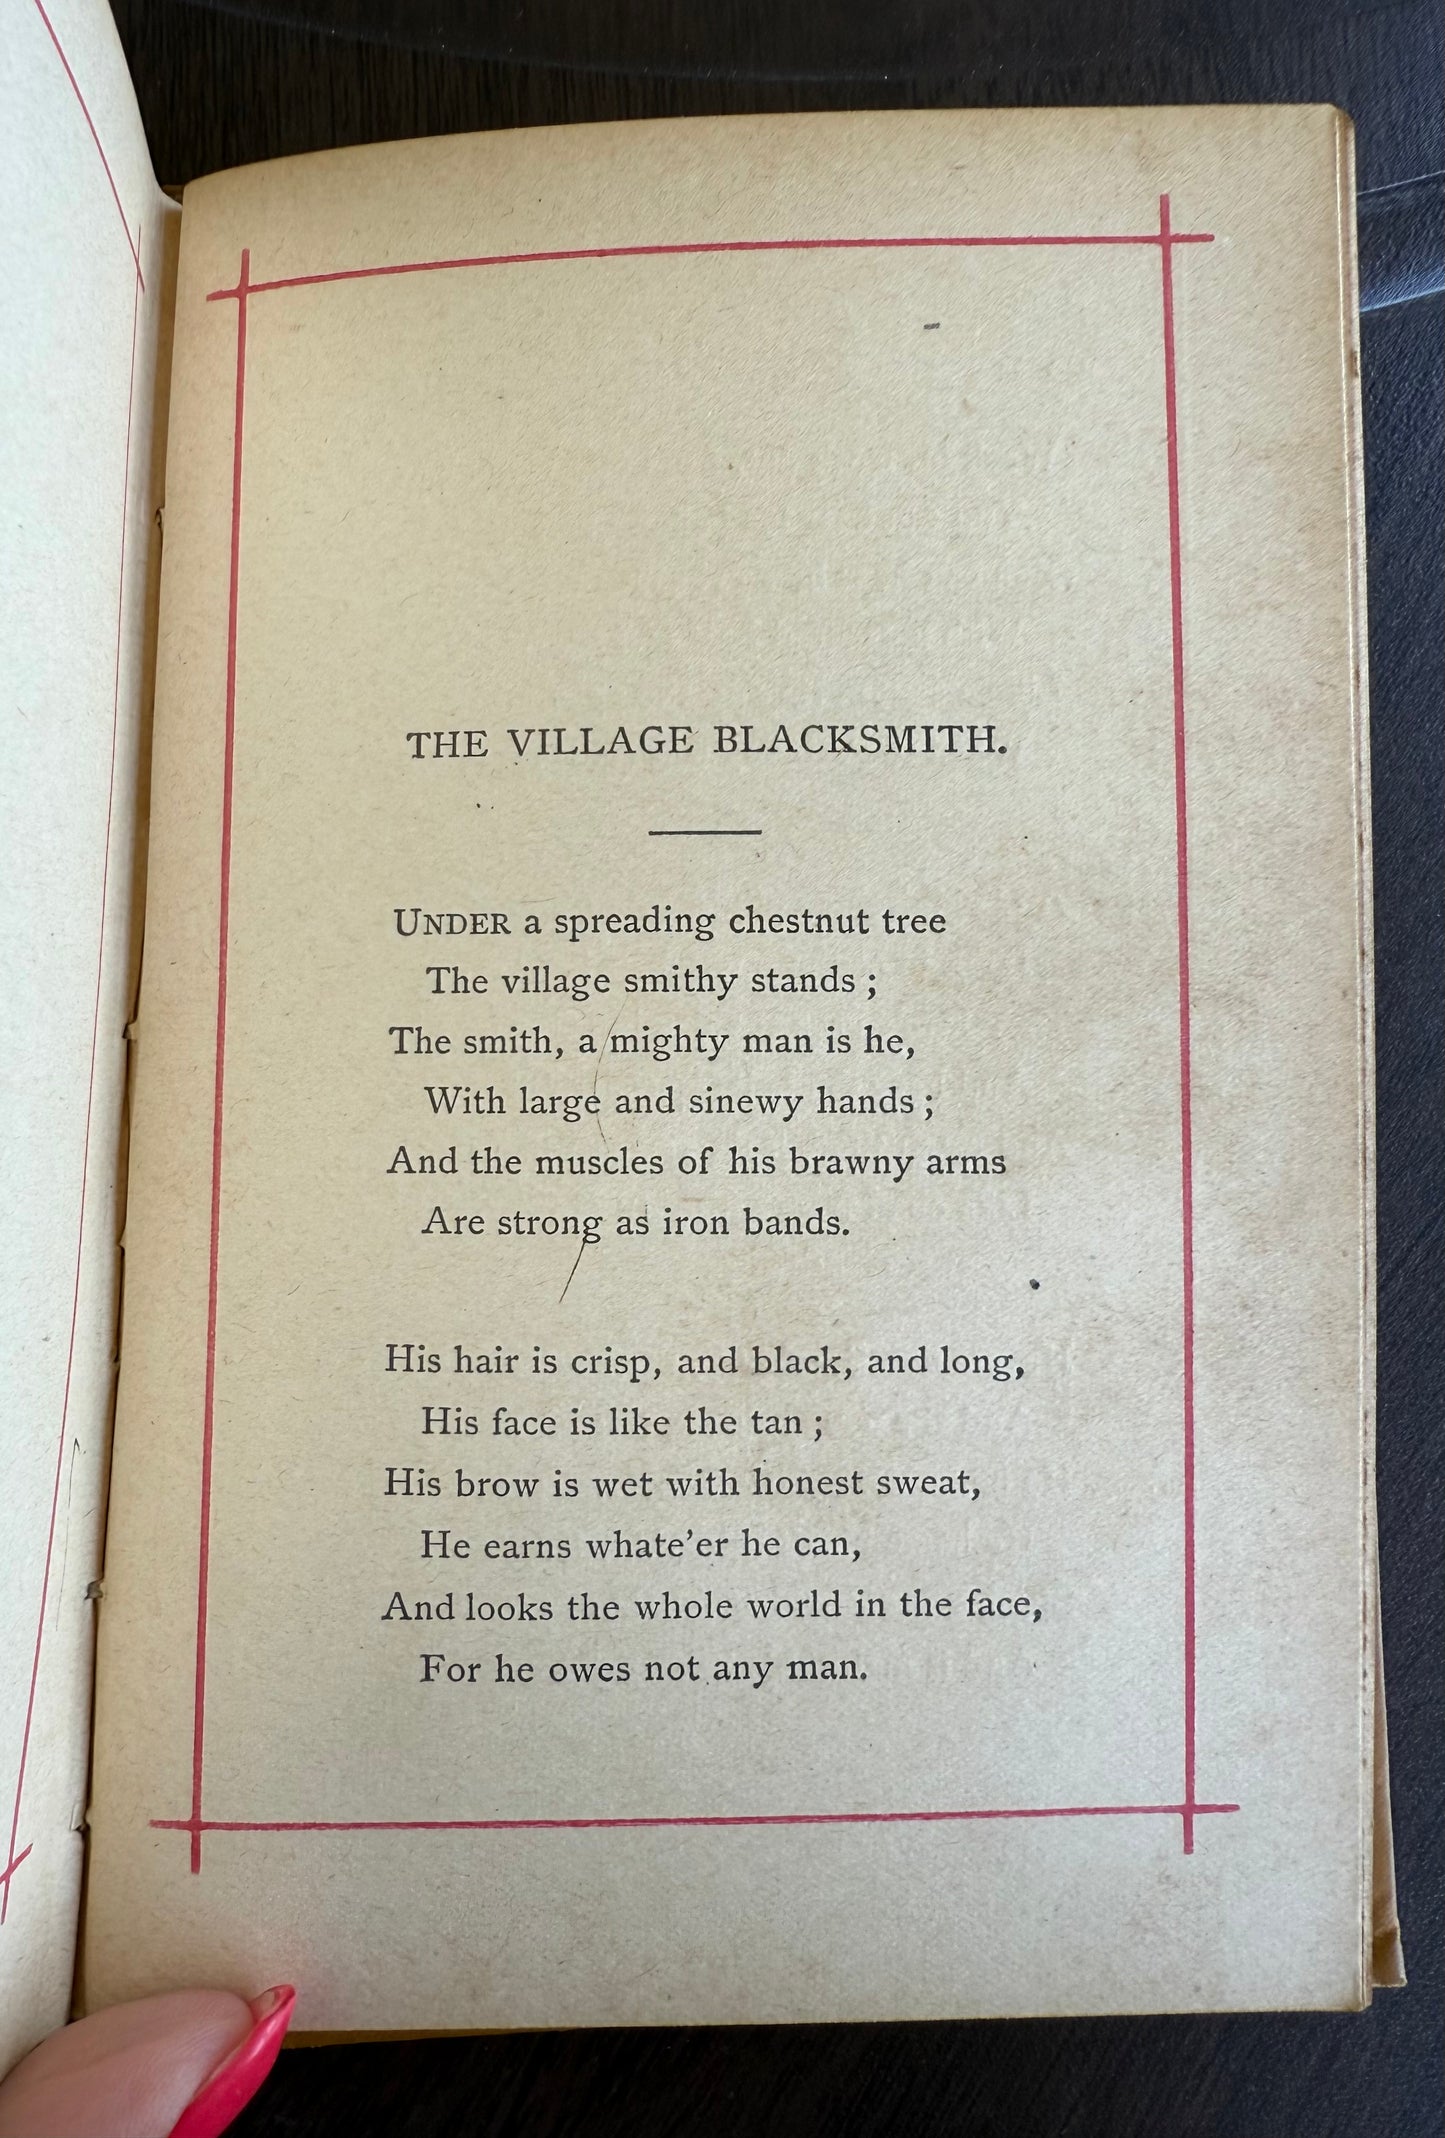 THE VILLAGE BLACKSMITH.
UNDER a spreading chestnut tree
The village smithy stands ;
The smith, a mighty man is he,
With large and sinewy hands ;
And the muscles of his brawny arms
Are strong as iron bands.
His hair is crisp, and black, and long,
His face is like the tan ;
His brow is wet with honest sweat,
He earns whate’er he can,
And looks the whole world in the face,
For he owes not any man.